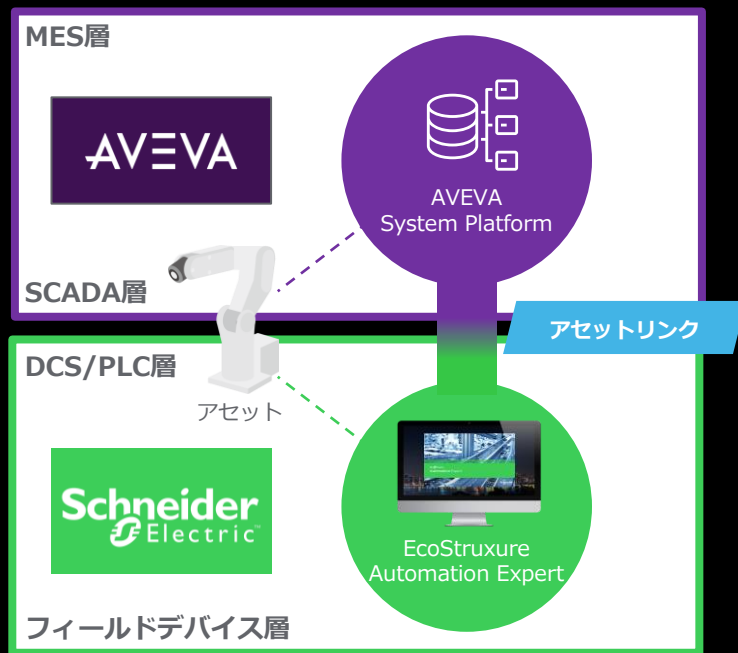 MES層
AVEVA
AVEVA
System Platform
SCADA層
アセットリンク
DCS/PLC層
アセット
Schneider
Electric
EcoStruxure
Automation Expert
フィールドデバイス層